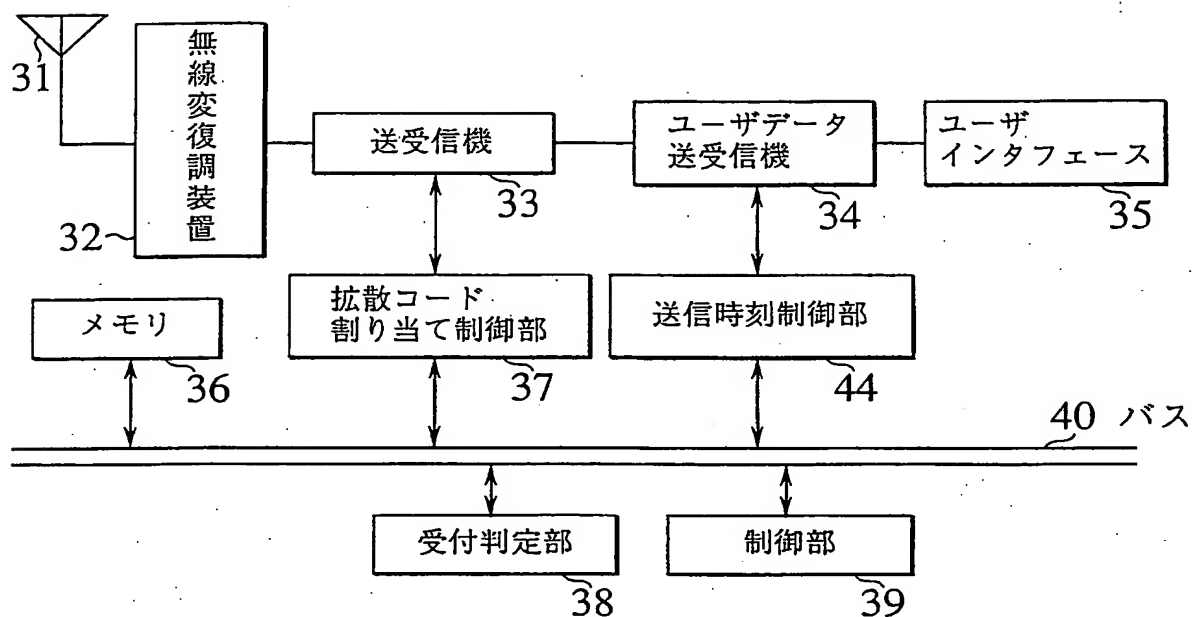 31
無線変復調装置
32
送受信機
33
ユーザデータ
送受信機
34
ユーザ
インタフェース
35
メモリ
36
拡散コード
割り当て制御部
37
送信時刻制御部
44
40 バス
受付判定部
38
制御部
39